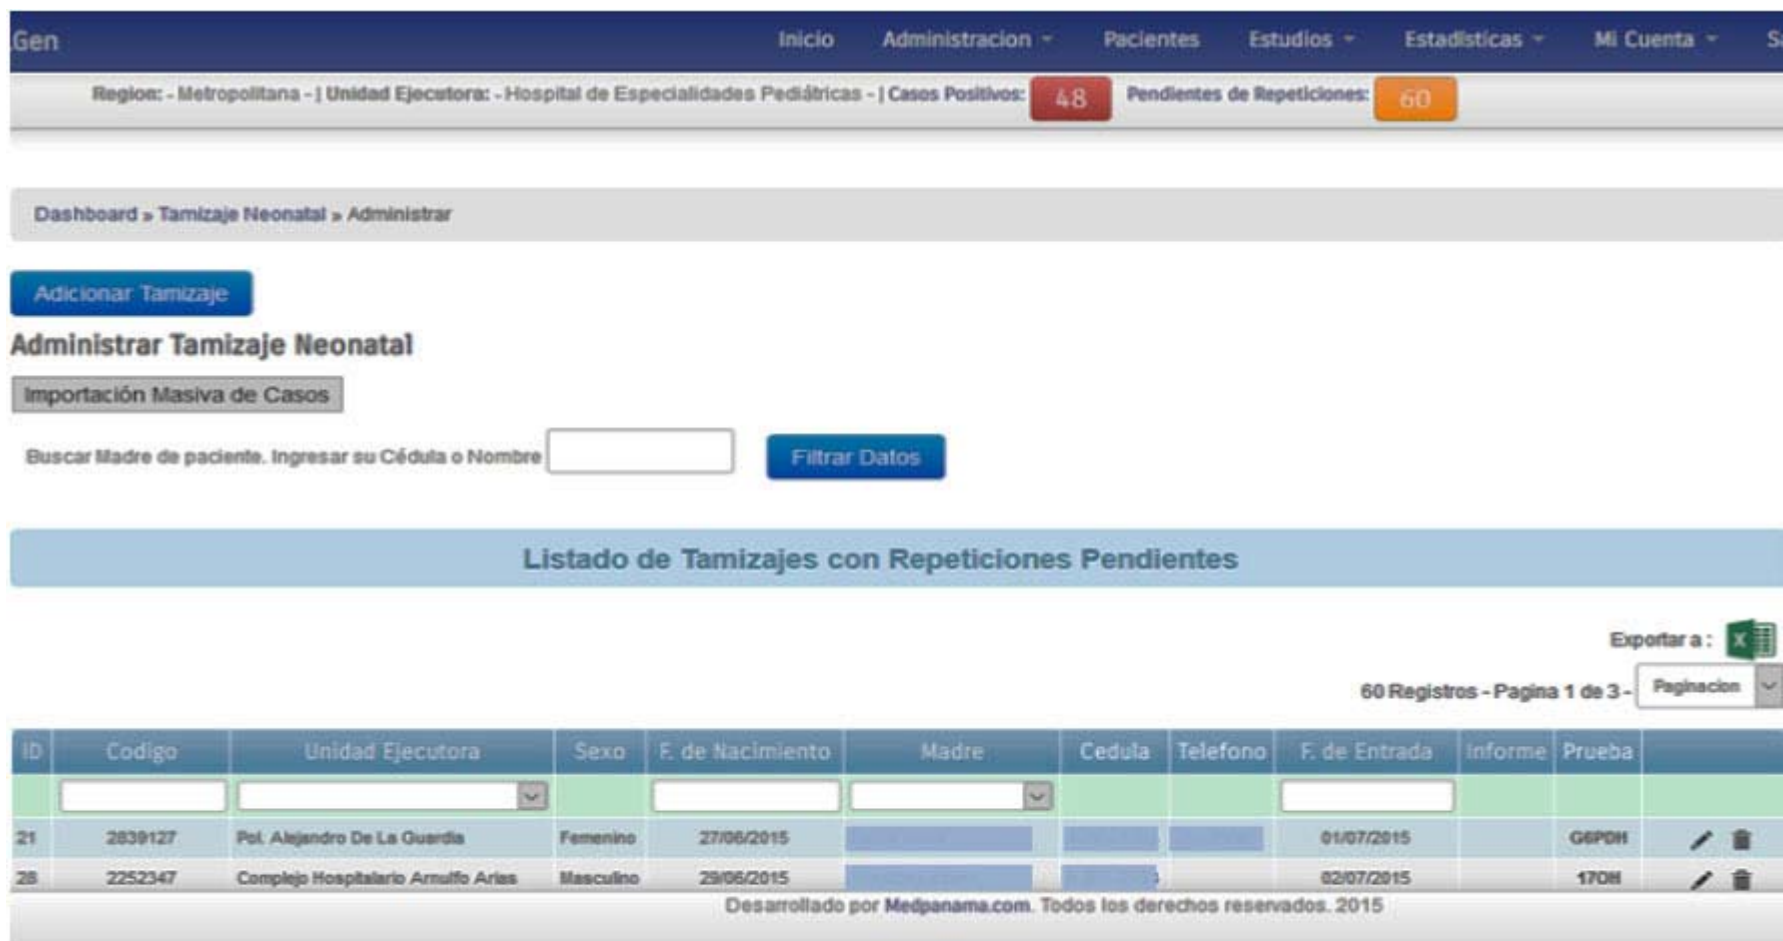 .Gen Inicio Administracion Pacientes Estudios Estadísticas Mi Cuenta
Region: - Metropolitana - | Unidad Ejecutora: - Hospital de Especialidades Pediátricas - | Casos Positivos: 48 Pendientes de Repeticiones: 60
Dashboard » Tamizaje Neonatal » Administrar
Adicionar Tamizaje
Administrar Tamizaje Neonatal
Importación Masiva de Casos
Buscar Madre de paciente. Ingresar su Cédula o Nombre Filtrar Datos
Listado de Tamizajes con Repeticiones Pendientes
Exportar a :
60 Registros - Pagina 1 de 3 - Paginacion
ID Codigo Unidad Ejecutora Sexo F. de Nacimiento Madre Cedula Telefono F. de Entrada Informe Prueba
21 2839127 Pol. Alejandro De La Guardia Femenino 27/06/2015 01/07/2015 G6PDH
28 2252347 Complejo Hospitalario Arnulfo Arias Masculino 29/06/2015 02/07/2015 17OH
Desarrollado por Medpanama.com. Todos los derechos reservados. 2015